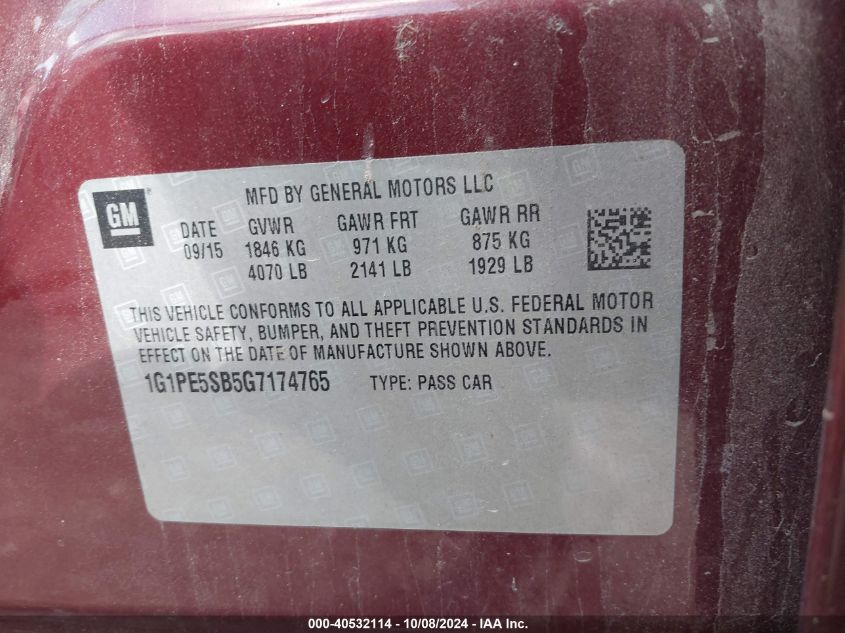 GM
MFD BY GENERAL MOTORS LLC
DATE GVWR GAWR FRT GAWR RR
09/15 1846 KG 971 KG 875 KG
4070 LB 2141 LB 1929 LB
THIS VEHICLE CONFORMS TO ALL APPLICABLE U.S. FEDERAL MOTOR
VEHICLE SAFETY, BUMPER, AND THEFT PREVENTION STANDARDS IN
EFFECT ON THE DATE OF MANUFACTURE SHOWN ABOVE.
1G1PE5SB5G7174765 TYPE: PASS CAR
000-40532114 - 10/08/2024 - IAA Inc.